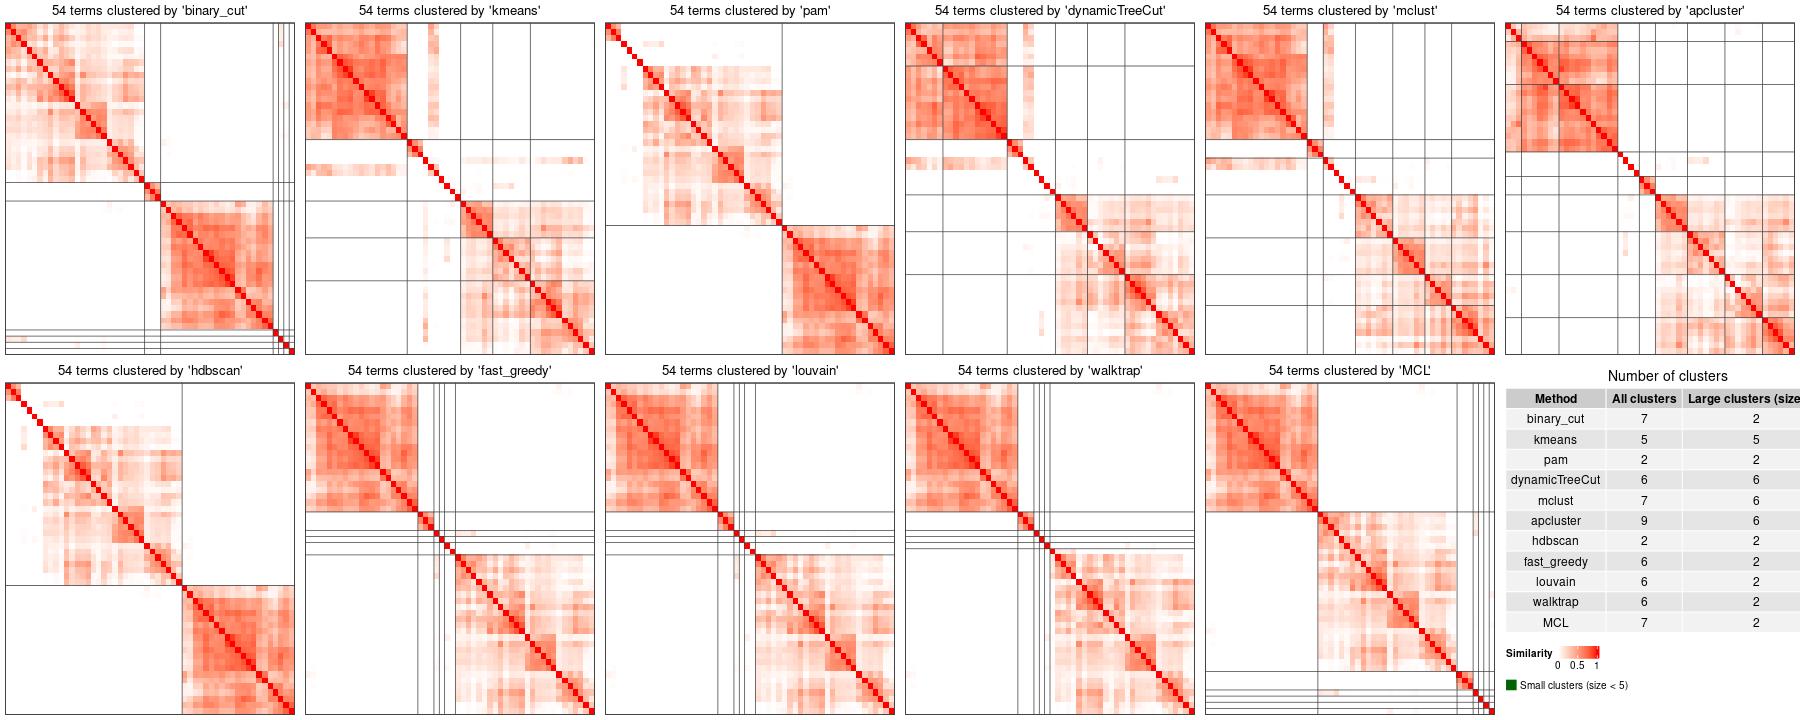 54 terms clustered by 'binary_cut'
54 terms clustered by 'kmeans'
54 terms clustered by 'pam'
54 terms clustered by 'dynamicTreeCut'
54 terms clustered by 'mclust'
54 terms clustered by 'apcluster'
54 terms clustered by 'hdbscan'
54 terms clustered by 'fast_greedy'
54 terms clustered by 'louvain'
54 terms clustered by 'walktrap'
54 terms clustered by 'MCL'
Number of clusters
Method All clusters Large clusters (size
binary_cut 7 2
kmeans 5 5
pam 2 2
dynamicTreeCut 6 6
mclust 7 6
apcluster 9 6
hdbscan 2 2
fast_greedy 6 2
louvain 6 2
walktrap 6 2
MCL 7 2
Similarity
0 0.5 1
Small clusters (size < 5)